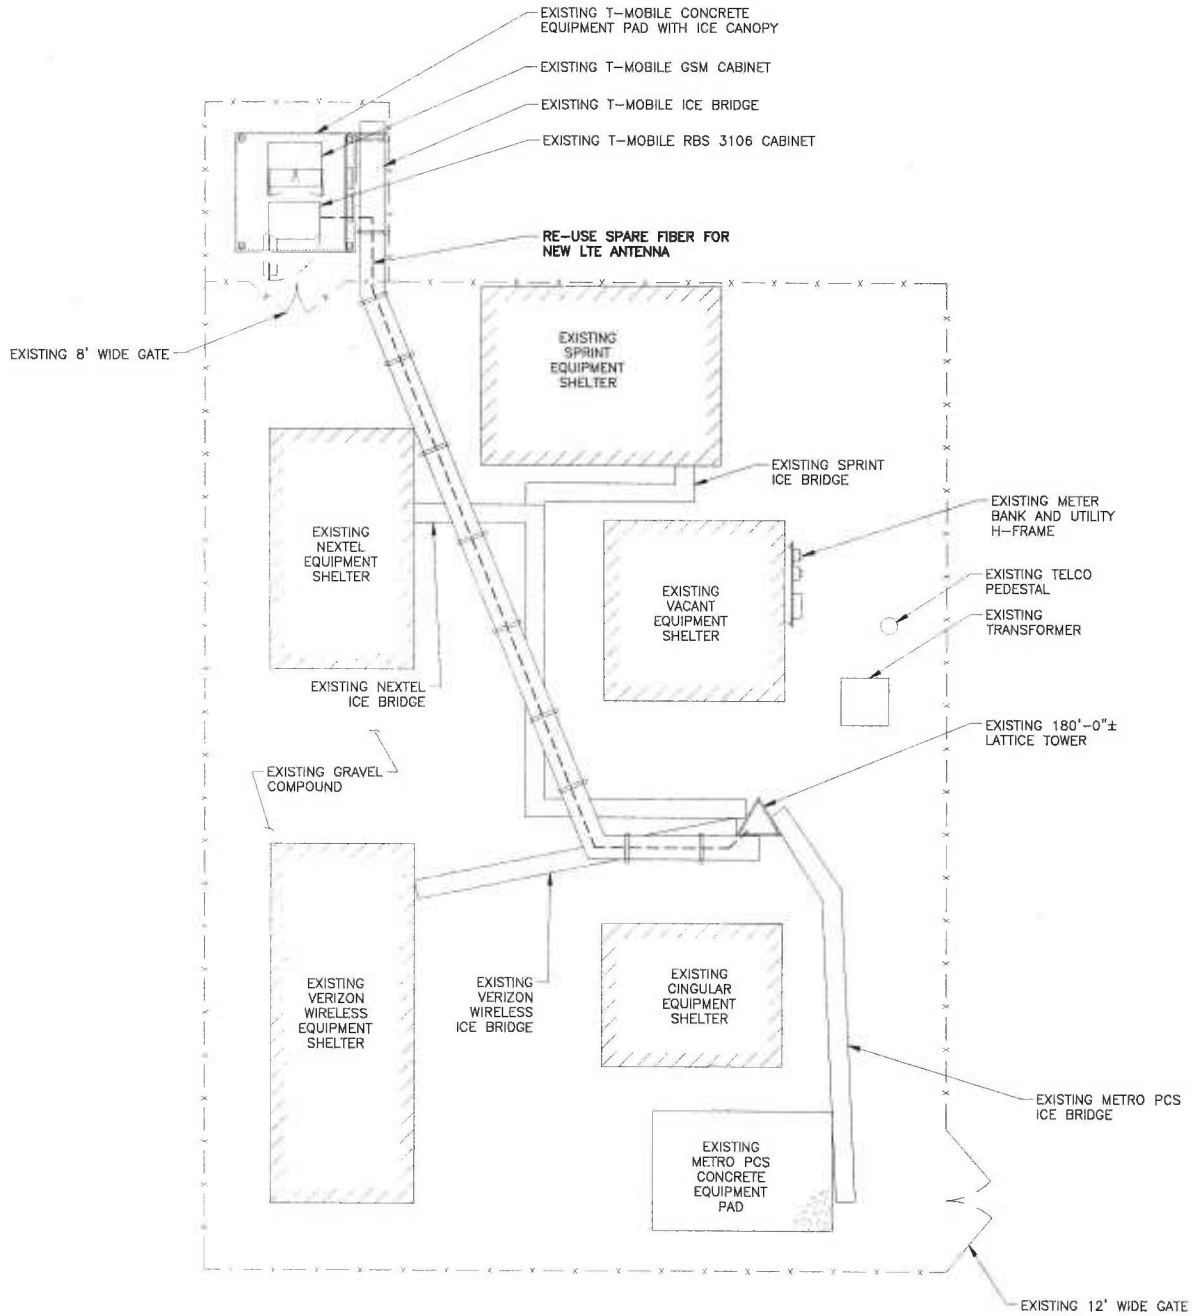 EXISTING T-MOBILE CONCRETE
EQUIPMENT PAD WITH ICE CANOPY
EXISTING T-MOBILE GSM CABINET
EXISTING T-MOBILE ICE BRIDGE
EXISTING T-MOBILE RBS 3106 CABINET
RE-USE SPARE FIBER FOR
NEW LTE ANTENNA
EXISTING 8' WIDE GATE
EXISTING
SPRINT
EQUIPMENT
SHELTER
EXISTING SPRINT
ICE BRIDGE
EXISTING METER
BANK AND UTILITY
H-FRAME
EXISTING
NEXTEL
EQUIPMENT
SHELTER
EXISTING TELCO
PEDESTAL
EXISTING
VACANT
EQUIPMENT
SHELTER
EXISTING
TRANSFORMER
EXISTING NEXTEL
ICE BRIDGE
EXISTING 180'-0"±
LATTICE TOWER
EXISTING GRAVEL
COMPOUND
EXISTING
VERIZON
WIRELESS
EQUIPMENT
SHELTER
EXISTING
VERIZON
WIRELESS
ICE BRIDGE
EXISTING
CINGULAR
EQUIPMENT
SHELTER
EXISTING METRO PCS
ICE BRIDGE
EXISTING
METRO PCS
CONCRETE
EQUIPMENT
PAD
EXISTING 12' WIDE GATE